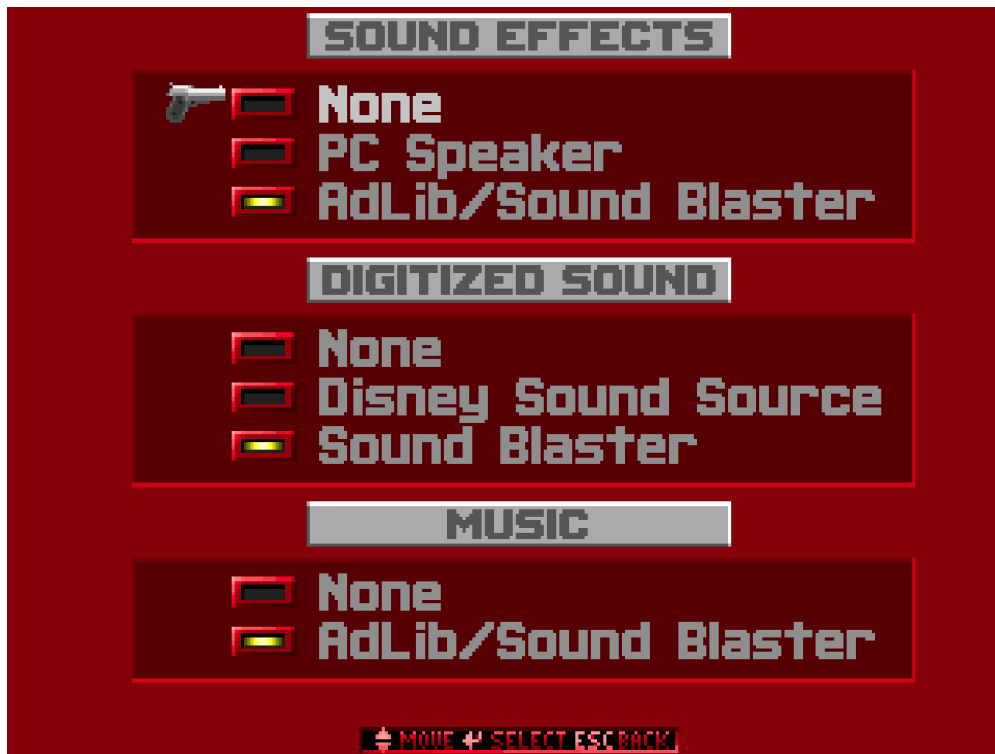 SOUND EFFECTS
None
PC Speaker
AdLib/Sound Blaster
DIGITIZED SOUND
None
Disney Sound Source
Sound Blaster
MUSIC
None
AdLib/Sound Blaster
MOVE SELECT ESC BACK